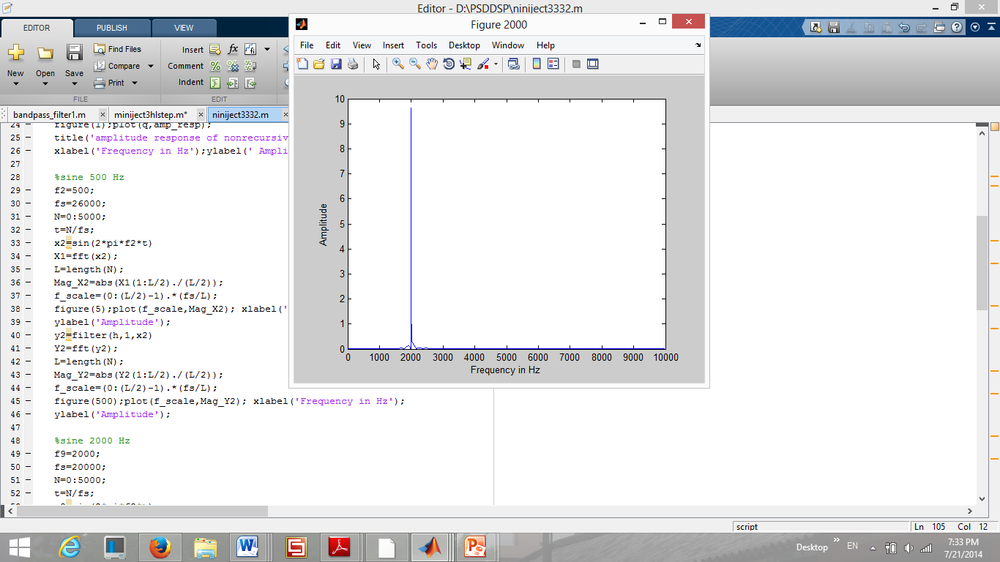 Editor - D:\PSDDSP\niniject3332.m
EDITOR PUBLISH VIEW
New Open Save
Find Files
Compare
Print
FILE
Insert fx
Comment
Indent
EDIT
bandpass_filter1.m × miniject3hlstep.m* × niniject3332.m ×
24 - figure(1);plot(q,amp_resp);
25 - title('amplitude response of nonrecursiv
26 - xlabel('Frequency in Hz');ylabel(' Ampli
27
28 %sine 500 Hz
29 - f2=500;
30 - fs=26000;
31 - N=0:5000;
32 - t=N/fs;
33 - x2=sin(2*pi*f2*t)
34 - X1=fft(x2);
35 - L=length(N);
36 - Mag_X2=abs(X1(1:L/2)./(L/2));
37 - f_scale=(0:(L/2)-1).*(fs/L);
38 - figure(5);plot(f_scale,Mag_X2); xlabel('
39 - ylabel('Amplitude');
40 - y2=filter(h,1,x2)
41 - Y2=fft(y2);
42 - L=length(N);
43 - Mag_Y2=abs(Y2(1:L/2)./(L/2));
44 - f_scale=(0:(L/2)-1).*(fs/L);
45 - figure(500);plot(f_scale,Mag_Y2); xlabel('Frequency in Hz');
46 - ylabel('Amplitude');
47
48 %sine 2000 Hz
49 - f9=2000;
50 - fs=20000;
51 - N=0:5000;
52 - t=N/fs;
Figure 2000
File Edit View Insert Tools Desktop Window Help
10
9
8
7
6
5
4
3
2
1
0
Amplitude
0 1000 2000 3000 4000 5000 6000 7000 8000 9000 10000
Frequency in Hz
script Ln 105 Col 12
Desktop » EN
7:33 PM
7/21/2014